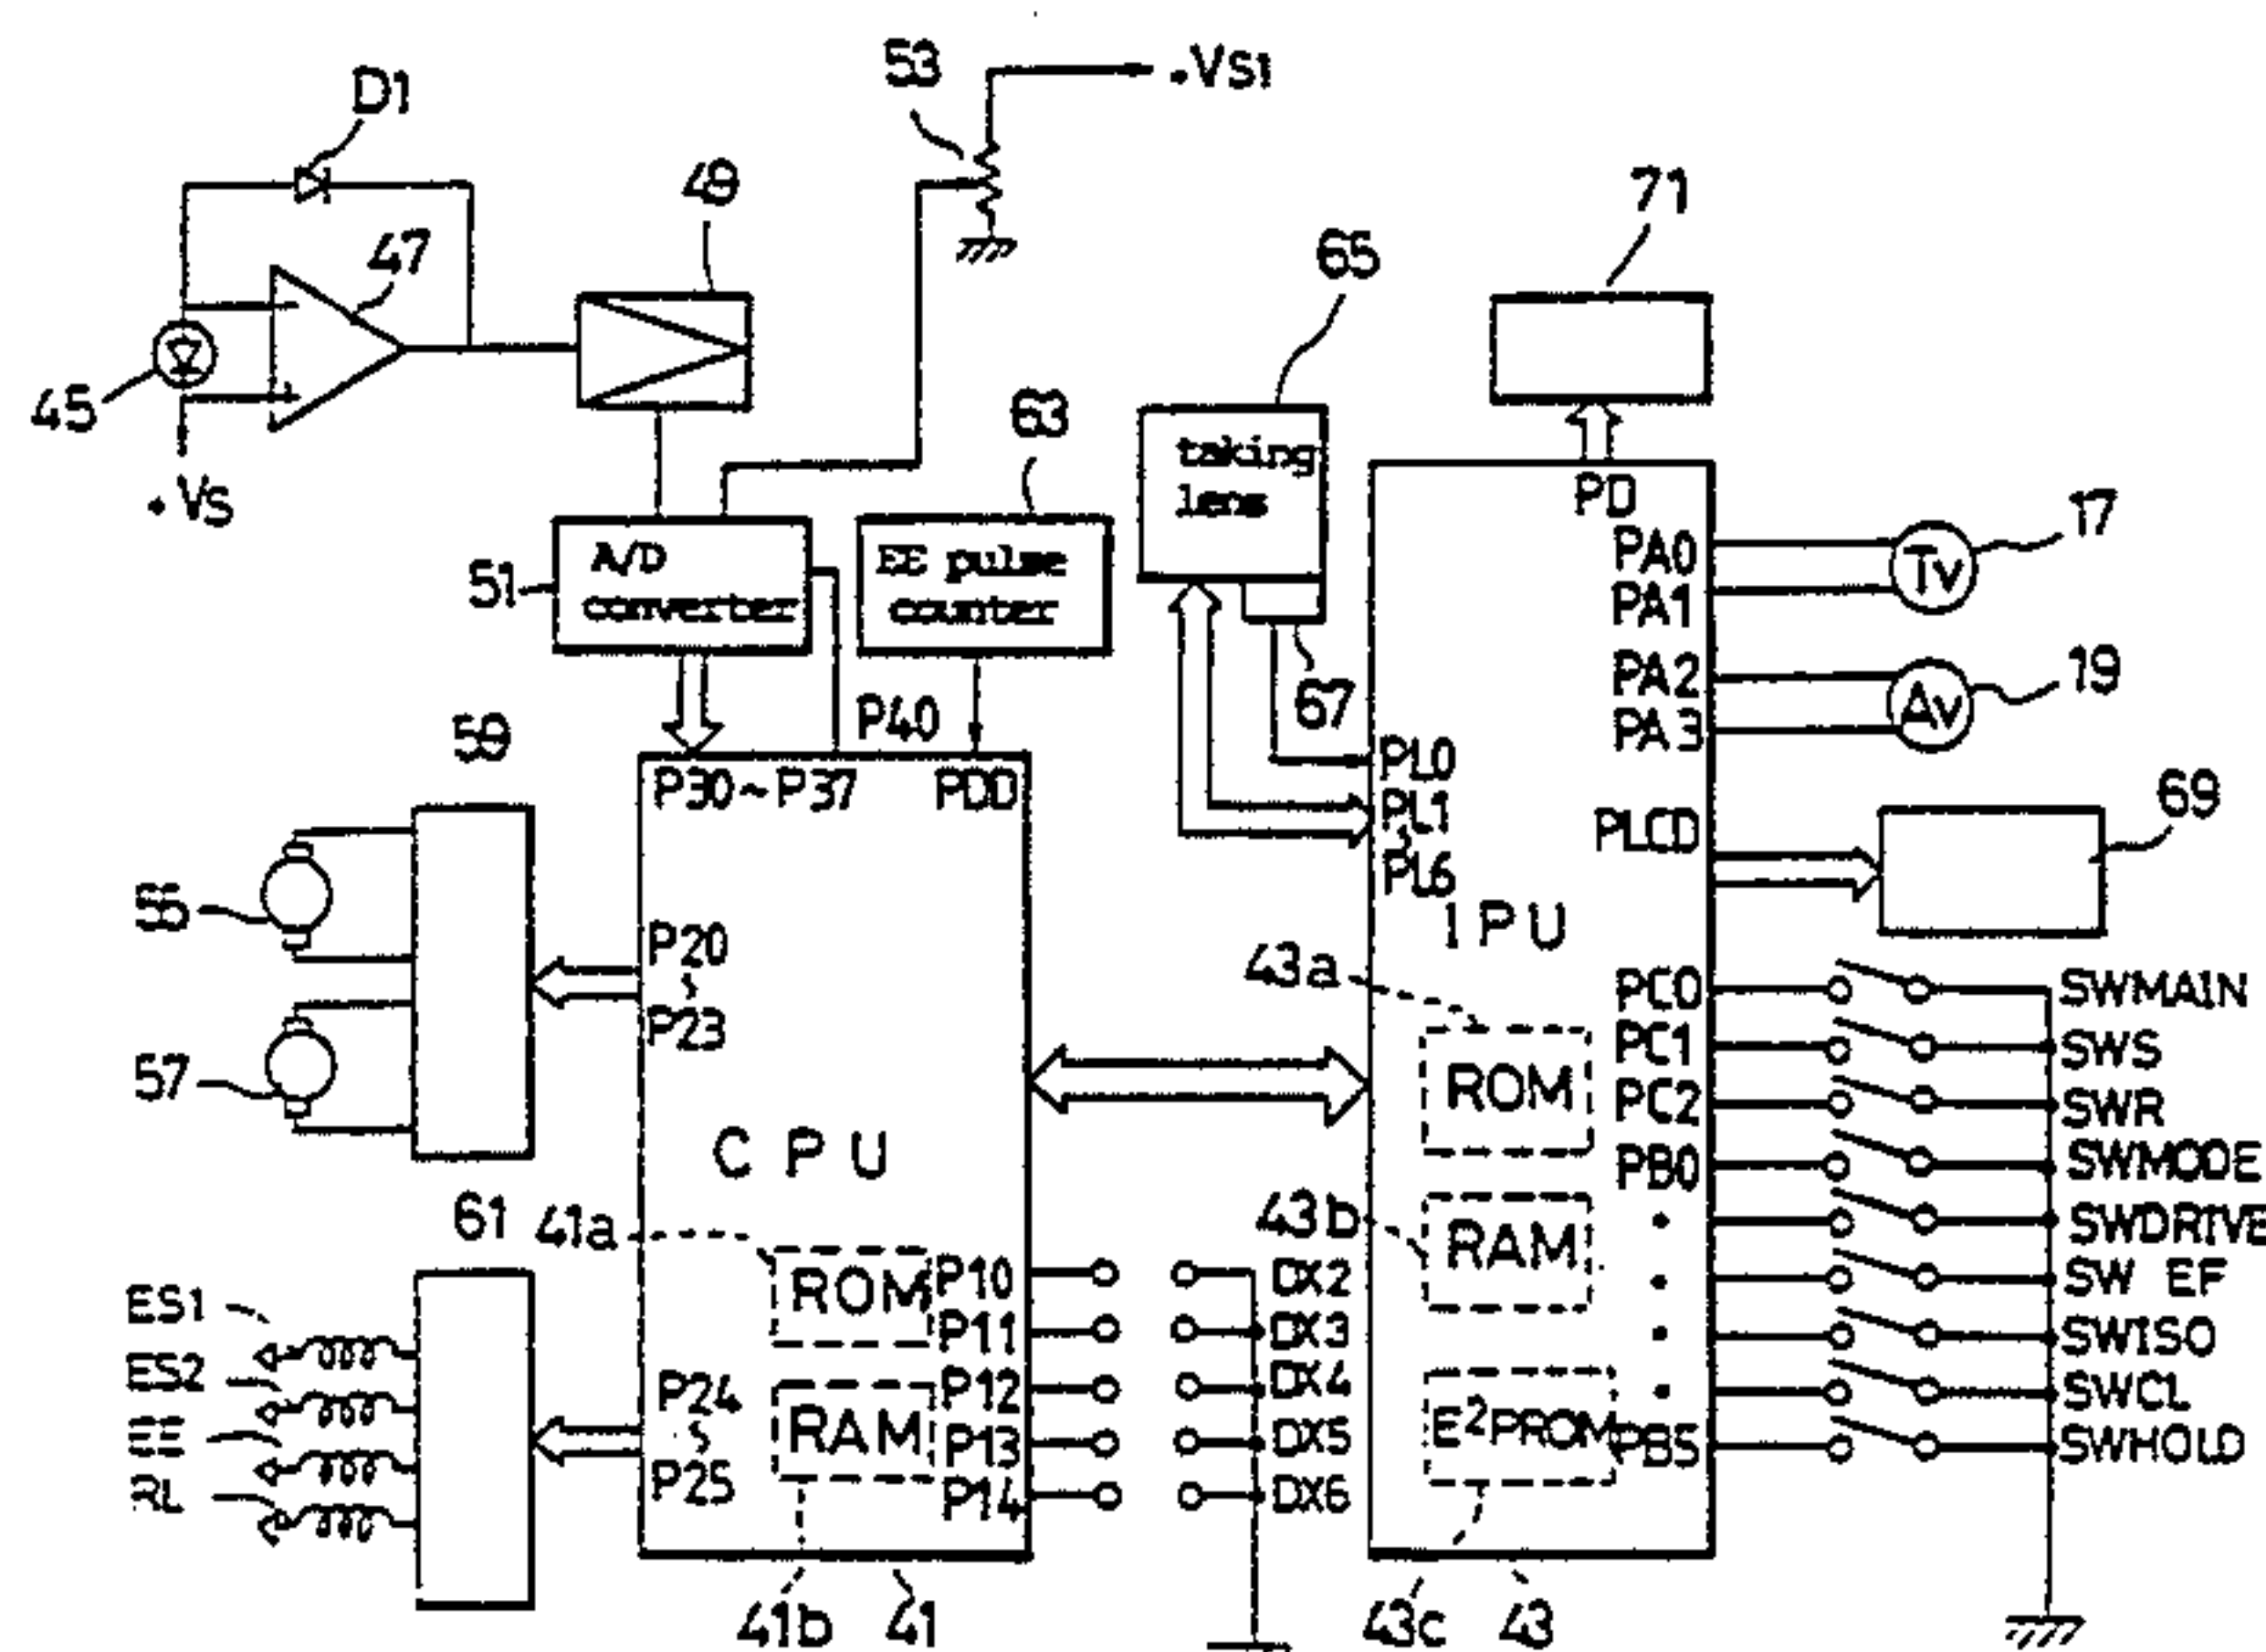 53
.VS1
D1
49
71
47
65
45
.VS
63
taking
lens
PD
17
51
A/D
converter
EE pulse
counter
PA0
Tv
PA1
67
PA2
19
Av
PA3
59
P40
PL0
P30~P37
PDD
PL1
PL6
PLCD
69
IPU
55
P20
P23
43a
PC0
SWMAIN
PC1
SWS
57
ROM
PC2
SWR
CPU
PB0
SWMODE
61
41a
43b
RAM
SWDRIVE
ES1
ROM
P10
DX2
SW EF
P11
DX3
SWISO
ES2
P24
P12
DX4
SWCL
EE
RAM
P13
DX5
E²PROM
PB5
SWHOLD
RL
P25
P14
DX6
41b
41
43c
43